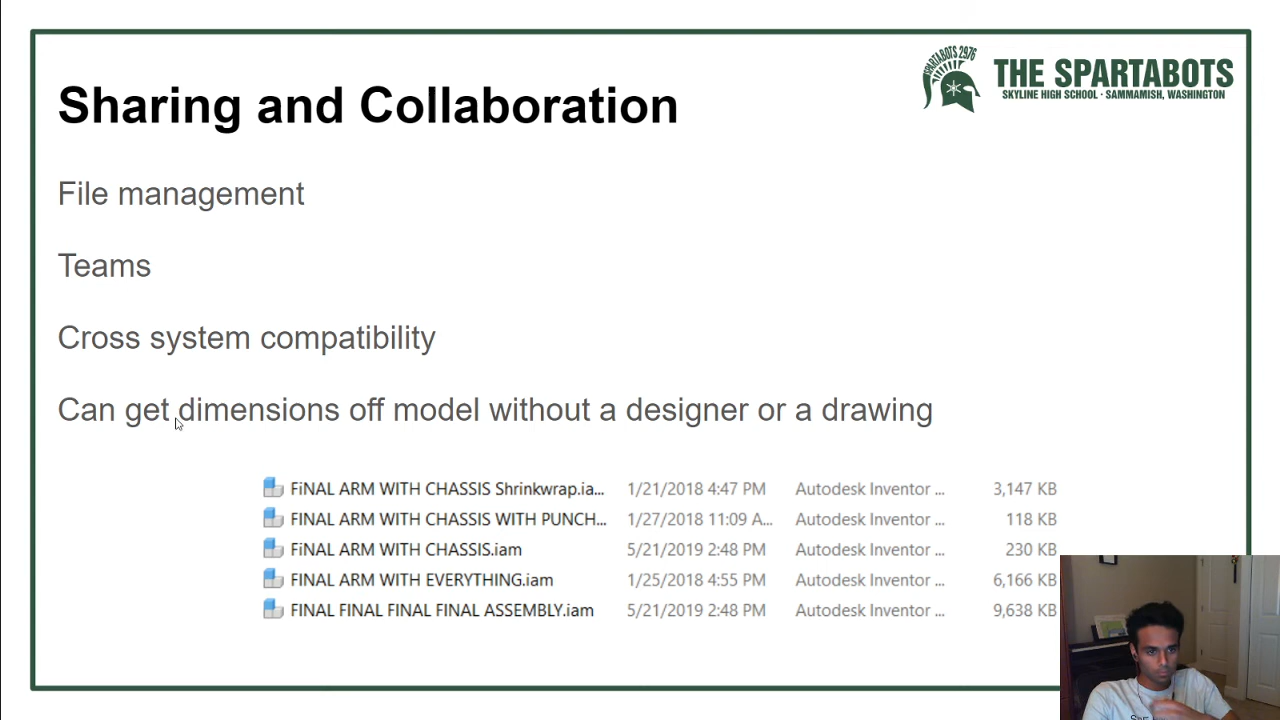 SPARTABOTS 2976
THE SPARTABOTS
SKYLINE HIGH SCHOOL · SAMMAMISH, WASHINGTON
Sharing and Collaboration
File management
Teams
Cross system compatibility
Can get dimensions off model without a designer or a drawing
FiNAL ARM WITH CHASSIS Shrinkwrap.ia... 1/21/2018 4:47 PM Autodesk Inventor ... 3,147 KB
FINAL ARM WITH CHASSIS WITH PUNCH... 1/27/2018 11:09 A... Autodesk Inventor ... 118 KB
FiNAL ARM WITH CHASSIS.iam 5/21/2019 2:48 PM Autodesk Inventor ... 230 KB
FINAL ARM WITH EVERYTHING.iam 1/25/2018 4:55 PM Autodesk Inventor ... 6,166 KB
FINAL FINAL FINAL FINAL ASSEMBLY.iam 5/21/2019 2:48 PM Autodesk Inventor ... 9,638 KB